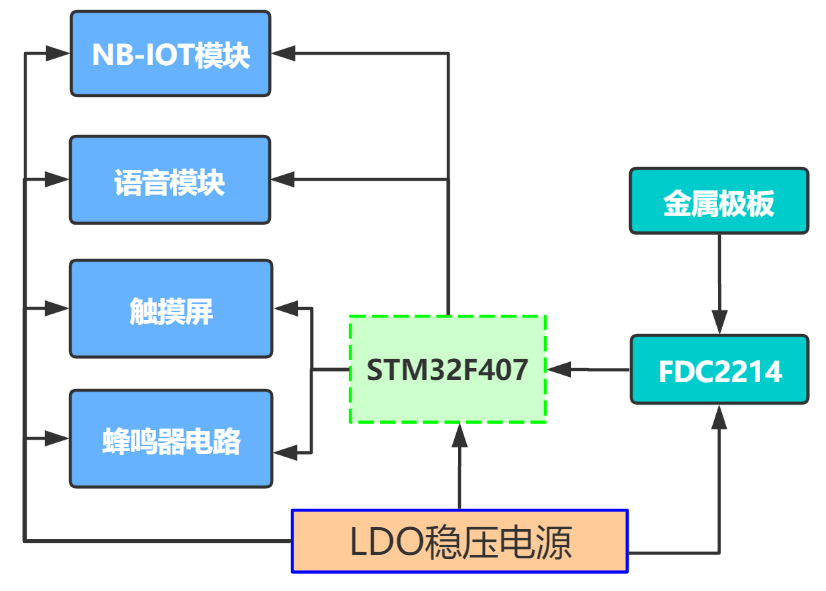 NB-IOT模块
语音模块
金属极板
触摸屏
STM32F407
FDC2214
蜂鸣器电路
LDO稳压电源